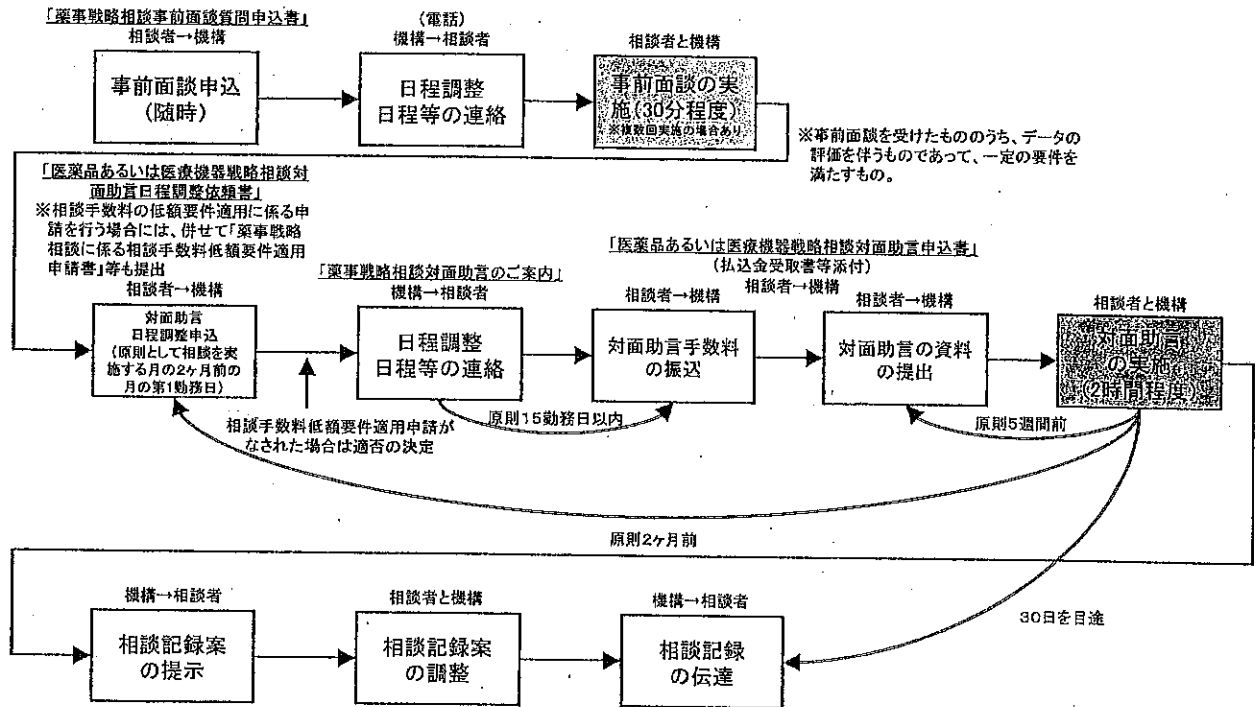 「薬事戦略相談事前面談質問申込書」
相談者→機構
事前面談申込
(随時)
(電話)
機構→相談者
日程調整
日程等の連絡
相談者と機構
事前面談の実
施(30分程度)
※複数回実施の場合あり
※事前面談を受けたもののうち、データの
評価を伴うものであって、一定の要件を
満たすもの。
「医薬品あるいは医療機器戦略相談対
面助言日程調整依頼書」
※相談手数料の低額要件適用に係る申
請を行う場合には、併せて「薬事戦略
相談に係る相談手数料低額要件適用
申請書」等も提出
相談者→機構
対面助言
日程調整申込
(原則として相談を実
施する月の2ヶ月前の
月の第1勤務日)
相談手数料低額要件適用申請が
なされた場合は適否の決定
「薬事戦略相談対面助言のご案内」
機構→相談者
日程調整
日程等の連絡
原則15勤務日以内
「医薬品あるいは医療機器戦略相談対面助言申込書」
(払込金受取書等添付)
相談者→機構
相談者→機構
対面助言手数料
の振込
相談者→機構
対面助言の資料
の提出
原則5週間前
相談者と機構
対面助言
の実施
(2時間程度)
原則2ヶ月前
30日を目途
機構→相談者
相談記録案
の提示
相談者と機構
相談記録案
の調整
機構→相談者
相談記録
の伝達